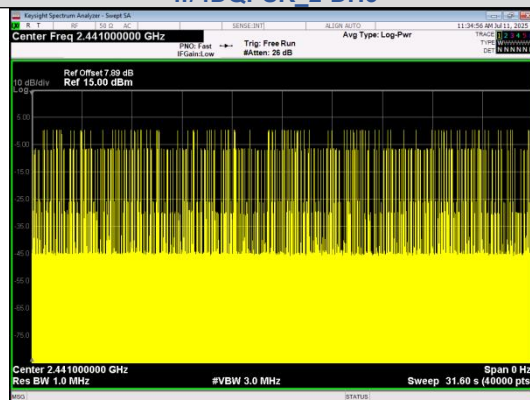 Keysight Spectrum Analyzer - Swept SA
R T RF 50 Ω AC SENSE:INT ALIGN AUTO 11:34:56 AM Jul 11, 2025
Center Freq 2.441000000 GHz
Avg Type: Log-Pwr
TRACE 1 2 3 4 5
PNO: Fast Trig: Free Run
TYPE W
IFGain:Low #Atten: 26 dB
DET N N N N N
Ref Offset 7.89 dB
10 dB/div Ref 15.00 dBm
Log
5.00
-5.00
-15.0
-25.0
-35.0
-45.0
-55.0
-65.0
-75.0
Center 2.441000000 GHz Span 0 Hz
Res BW 1.0 MHz #VBW 3.0 MHz Sweep 31.60 s (40000 pts
MSG STATUS